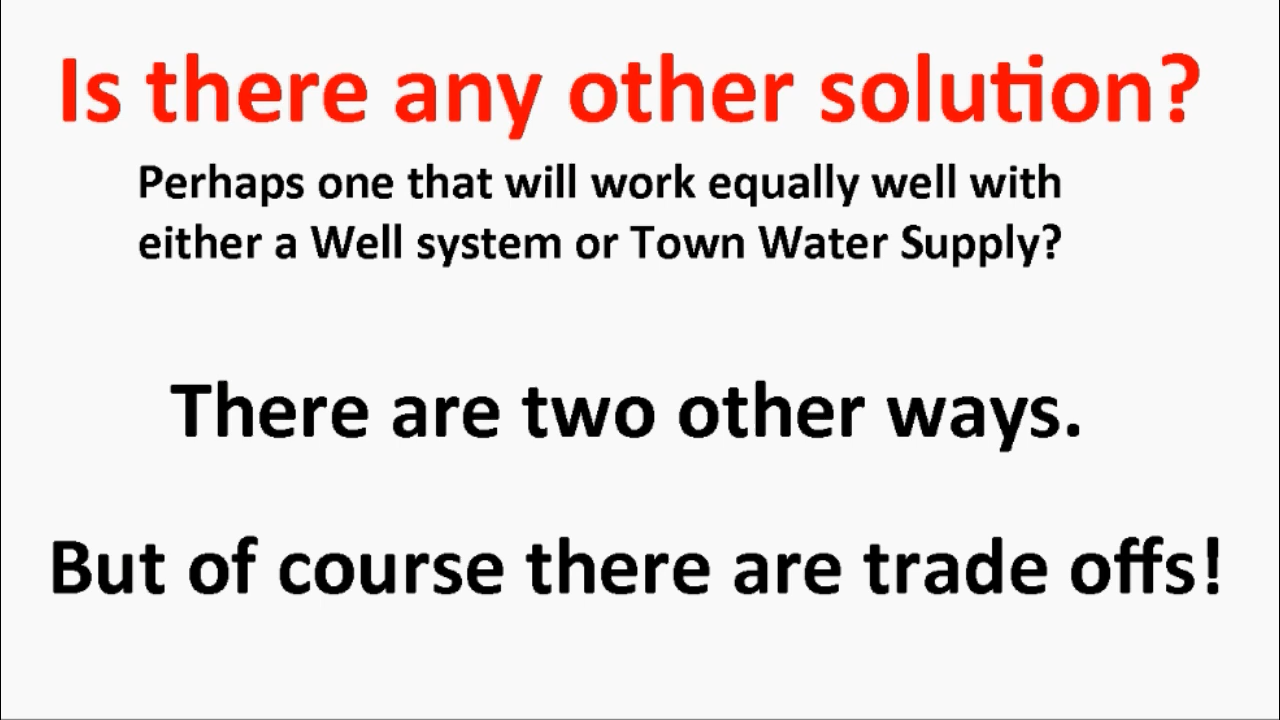 Is there any other solution?
Perhaps one that will work equally well with
either a Well system or Town Water Supply?
There are two other ways.
But of course there are trade offs!